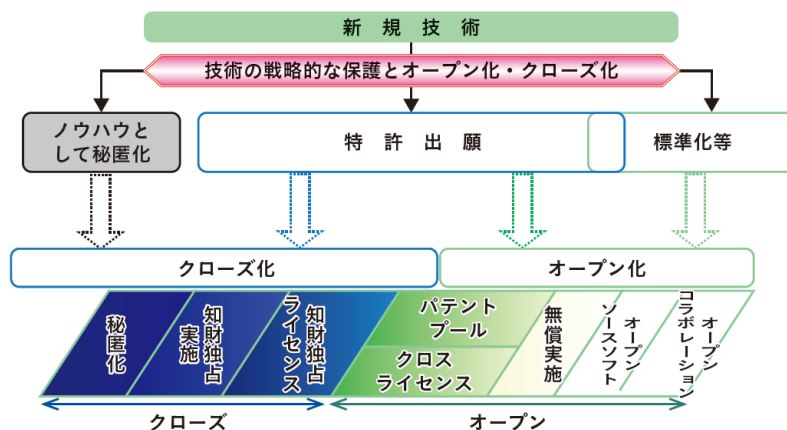 新規技術
技術の戦略的な保護とオープン化・クローズ化
ノウハウと
して秘匿化
特許出願
標準化等
クローズ化
オープン化
秘匿化
知財独占
実施
知財独占
ライセンス
パテント
プール
クロス
ライセンス
無償実施
オープン
ソースソフト
オープン
コラボレーション
クローズ
オープン